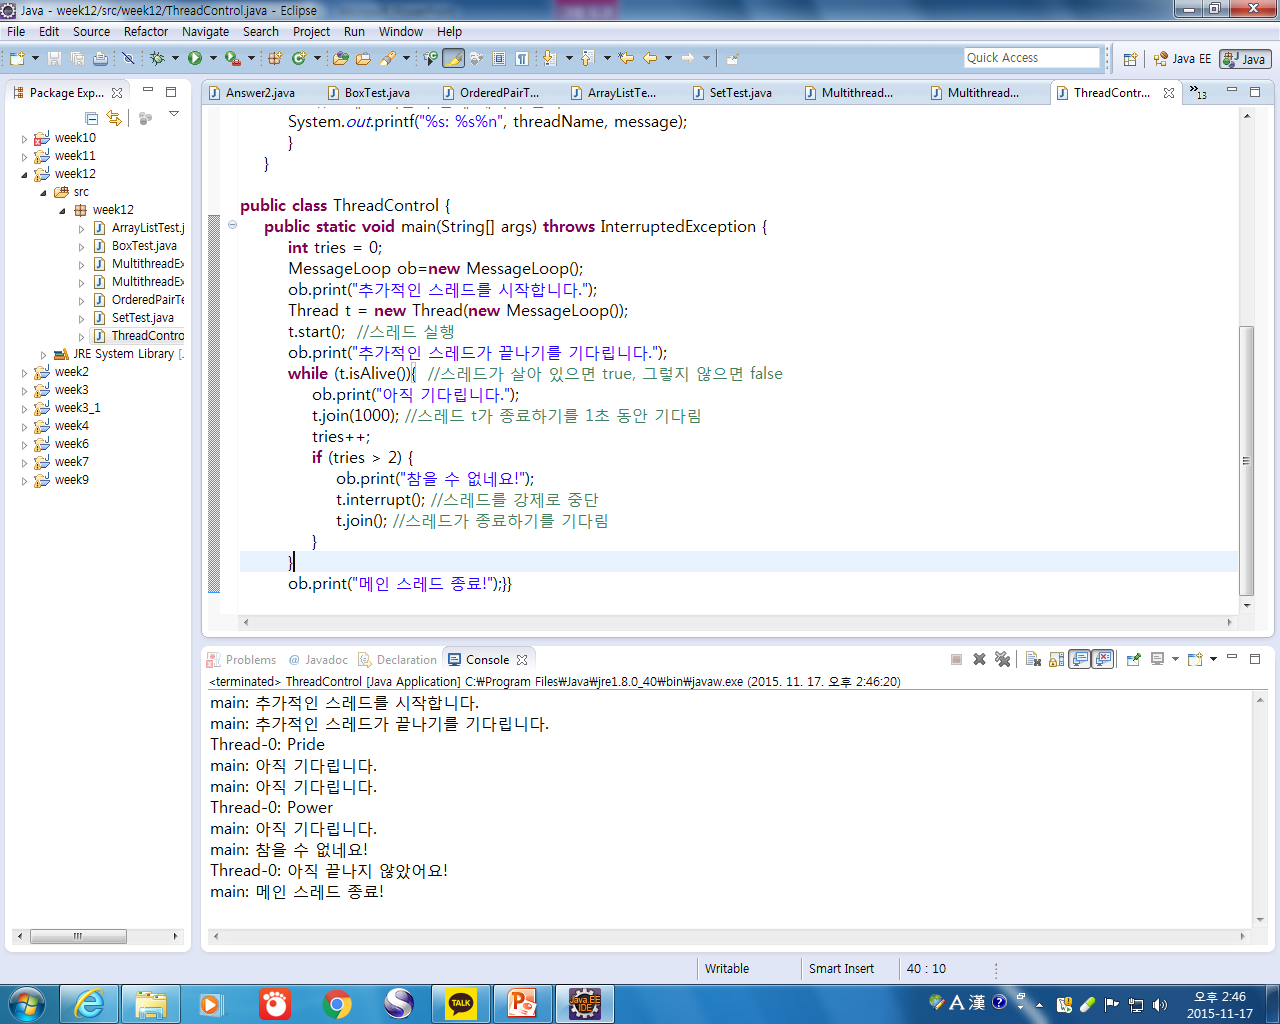 Java - week12/src/week12/ThreadControl.java - Eclipse
File Edit Source Refactor Navigate Search Project Run Window Help
Quick Access
Java EE
Java
Package Exp...
Answer2.java
BoxTest.java
OrderedPairT...
ArrayListTe...
SetTest.java
Multithread...
Multithread...
ThreadContr...
»13
week10
week11
week12
src
week12
ArrayListTest.j
BoxTest.java
MultithreadEx
MultithreadEx
OrderedPairTe
SetTest.java
ThreadContro
JRE System Library [
week2
week3
week3_1
week4
week6
week7
week9
System.out.printf("%s: %s%n", threadName, message);
}
}
public class ThreadControl {
public static void main(String[] args) throws InterruptedException {
int tries = 0;
MessageLoop ob=new MessageLoop();
ob.print("추가적인 스레드를 시작합니다.");
Thread t = new Thread(new MessageLoop());
t.start();  //스레드 실행
ob.print("추가적인 스레드가 끝나기를 기다립니다.");
while (t.isAlive()){  //스레드가 살아 있으면 true, 그렇지 않으면 false
ob.print("아직 기다립니다.");
t.join(1000); //스레드 t가 종료하기를 1초 동안 기다림
tries++;
if (tries > 2) {
ob.print("참을 수 없네요!");
t.interrupt(); //스레드를 강제로 중단
t.join(); //스레드가 종료하기를 기다림
}
}
ob.print("메인 스레드 종료!");}}
Problems @ Javadoc Declaration Console
<terminated> ThreadControl [Java Application] C:₩Program Files₩Java₩jre1.8.0_40₩bin₩javaw.exe (2015. 11. 17. 오후 2:46:20)
main: 추가적인 스레드를 시작합니다.
main: 추가적인 스레드가 끝나기를 기다립니다.
Thread-0: Pride
main: 아직 기다립니다.
main: 아직 기다립니다.
Thread-0: Power
main: 아직 기다립니다.
main: 참을 수 없네요!
Thread-0: 아직 끝나지 않았어요!
main: 메인 스레드 종료!
Writable
Smart Insert
40 : 10
TALK
Java EE
IDE
A 漢
오후 2:46
2015-11-17